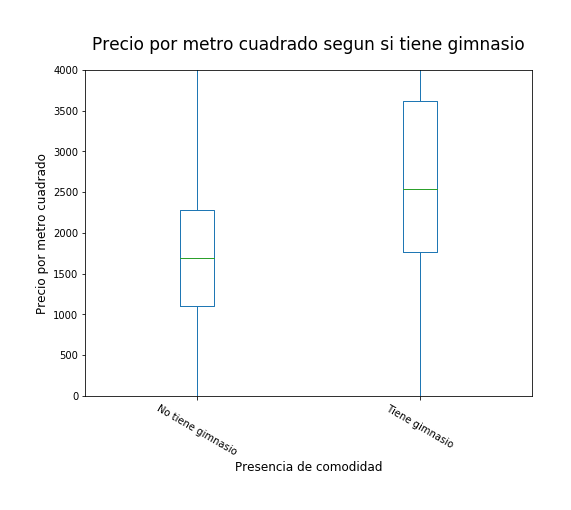 Precio por metro cuadrado segun si tiene gimnasio
4000
3500
3000
2500
2000
1500
1000
500
0
Precio por metro cuadrado
No tiene gimnasio
Tiene gimnasio
Presencia de comodidad